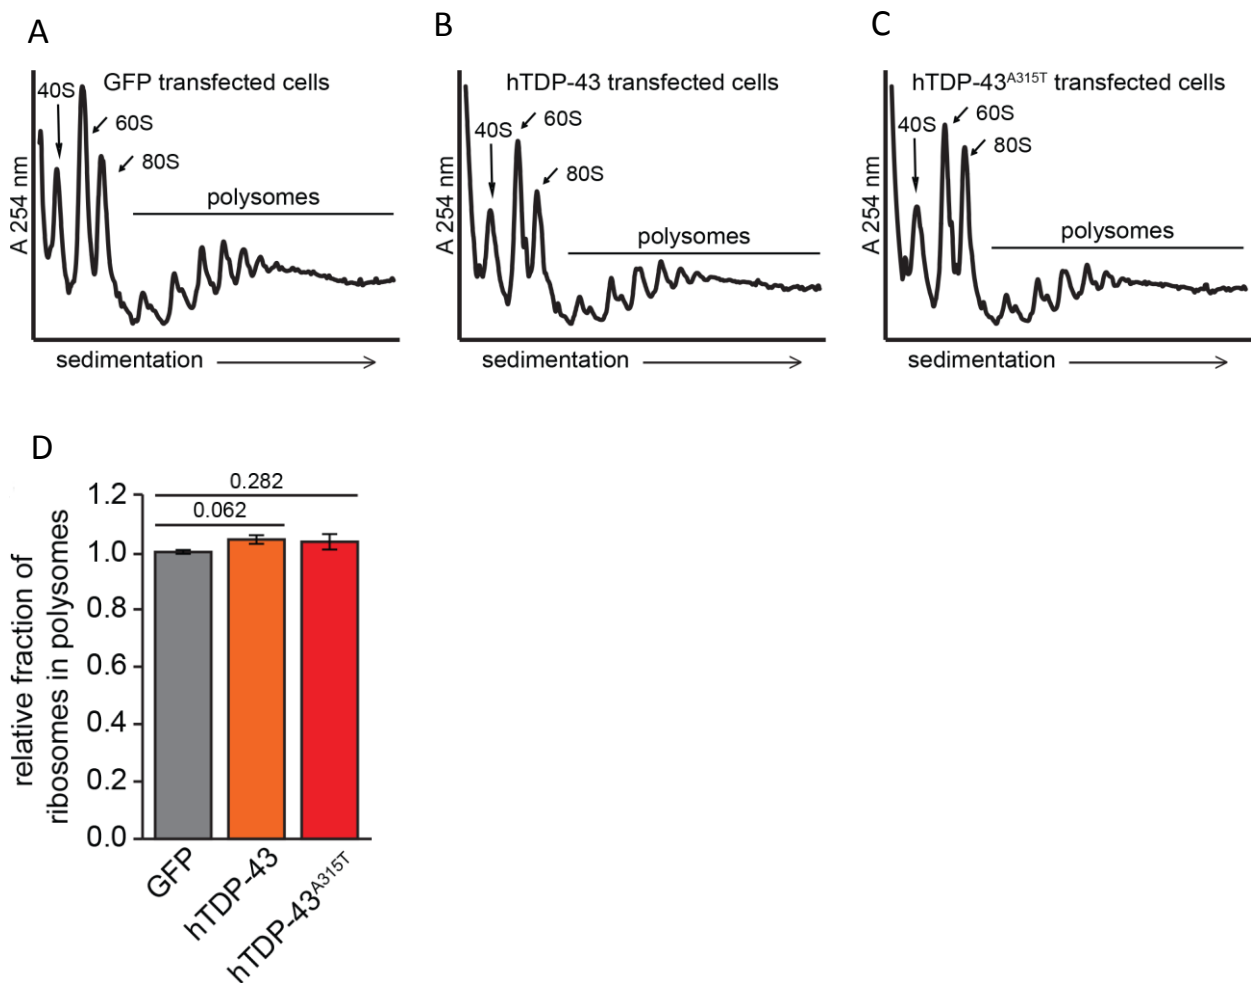 A
GFP transfected cells
40S
60S
80S
polysomes
A 254 nm
sedimentation
B
hTDP-43 transfected cells
60S
40S
80S
polysomes
A 254 nm
sedimentation
C
hTDP-43A315T transfected cells
60S
40S
80S
polysomes
A 254 nm
sedimentation
D
0.282
0.062
1.2
1.0
0.8
0.6
0.4
0.2
0.0
relative fraction of
ribosomes in polysomes
GFP
hTDP-43
hTDP-43A315T